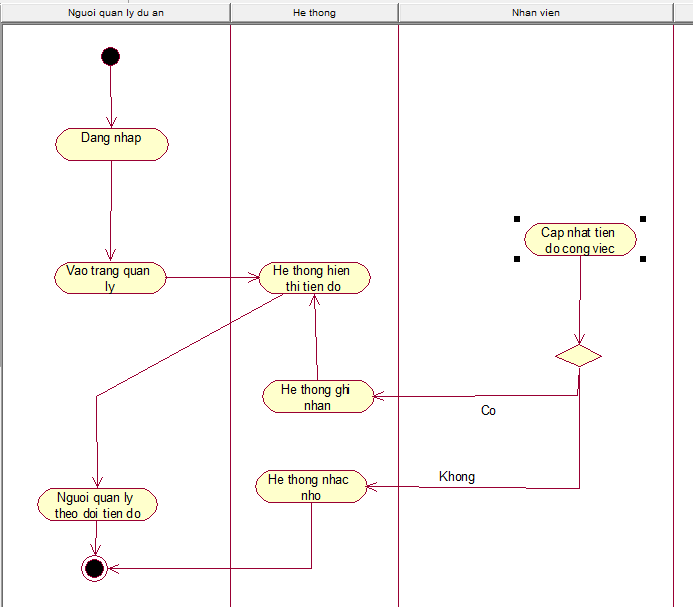 Nguoi quan ly du an
He thong
Nhan vien
Dang nhap
Cap nhat tien
do cong viec
Vao trang quan
ly
He thong hien
thi tien do
He thong ghi
nhan
Co
Khong
He thong nhac
nho
Nguoi quan ly
theo doi tien do